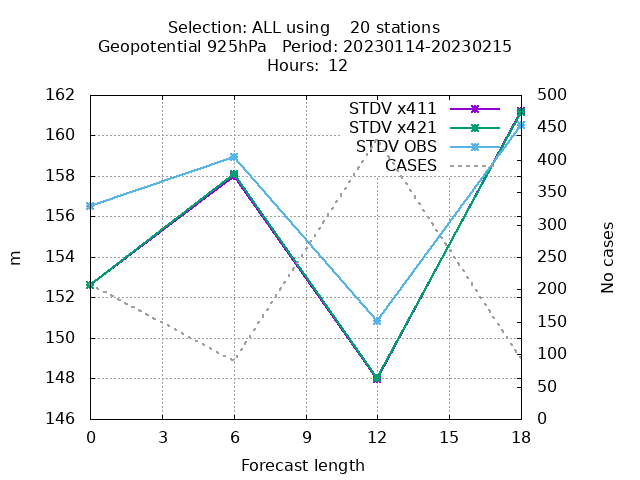 Selection: ALL using    20 stations
Geopotential 925hPa   Period: 20230114-20230215
Hours:  12
162 500
160 450
158 400
156 350
154 300
152 250
150 200
148 150
146 100
50
0
STDV x411
STDV x421
STDV OBS
CASES
m
No cases
0 3 6 9 12 15 18
Forecast length